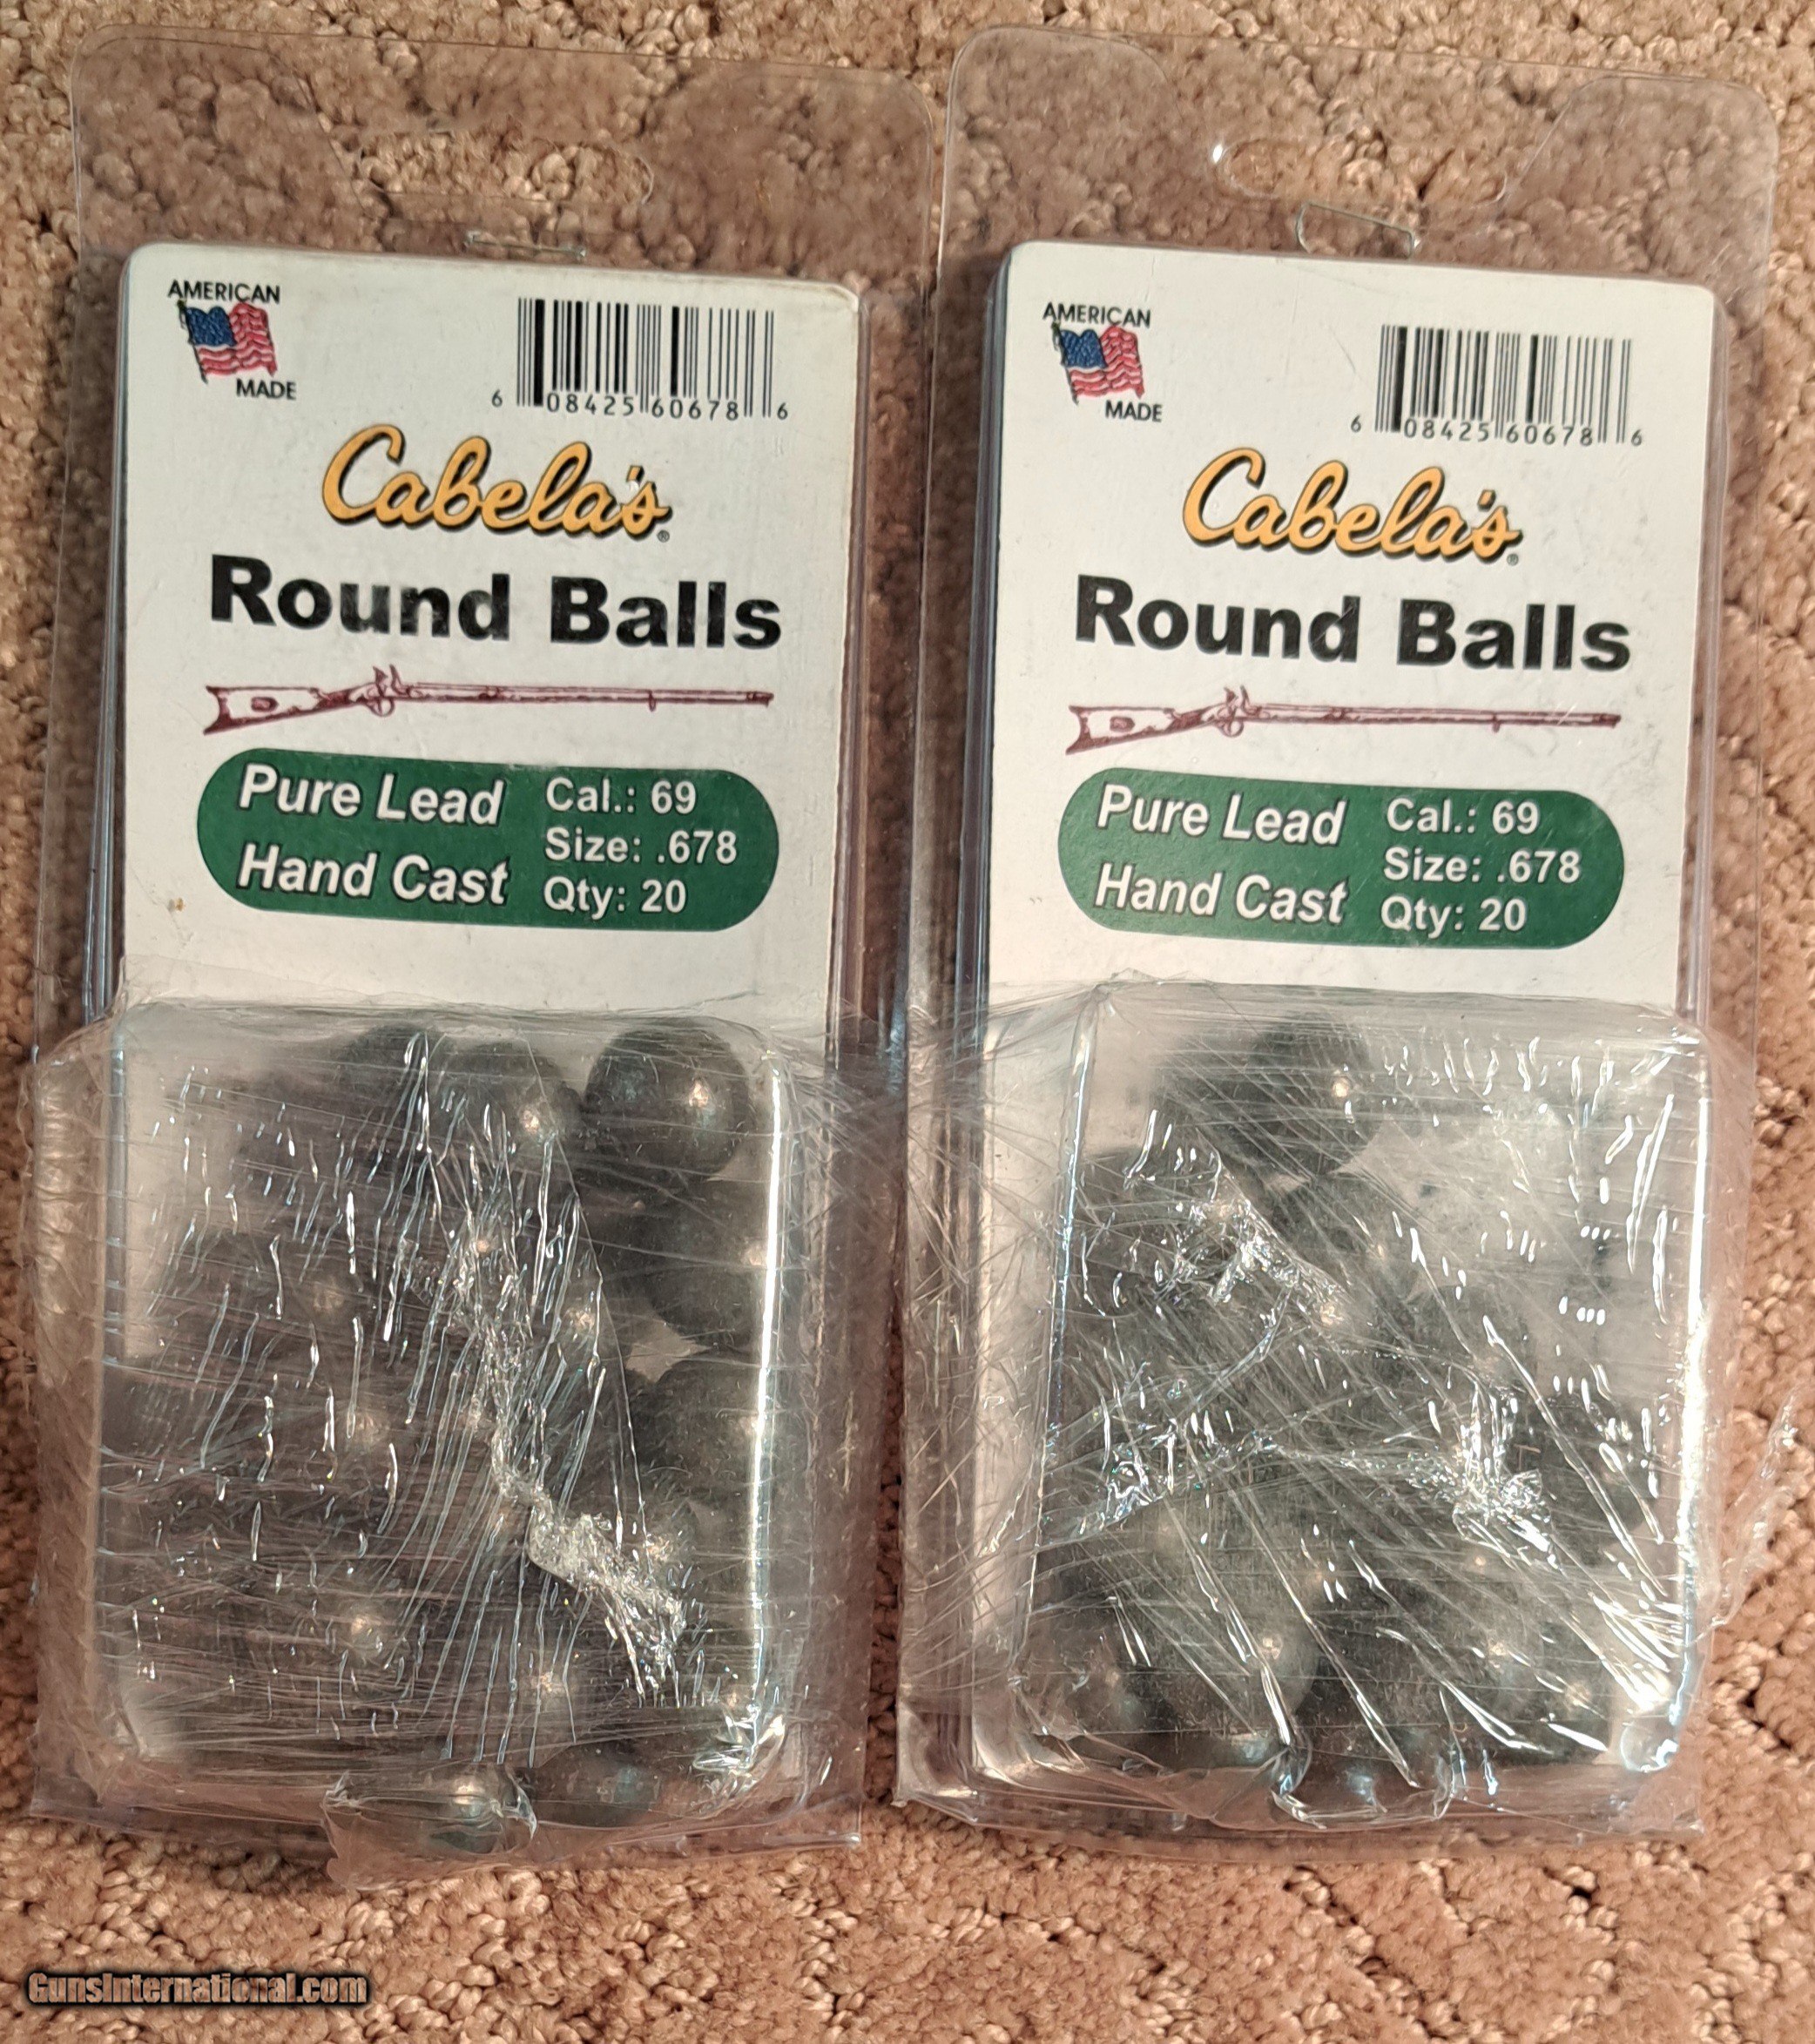 AMERICAN
MADE
6 08425 60678 6
Cabela's®
Round Balls
Pure Lead
Hand Cast
Cal.: 69
Size: .678
Qty: 20
AMERICAN
MADE
6 08425 60678 6
Cabela's®
Round Balls
Pure Lead
Hand Cast
Cal.: 69
Size: .678
Qty: 20
GunsInternational.com